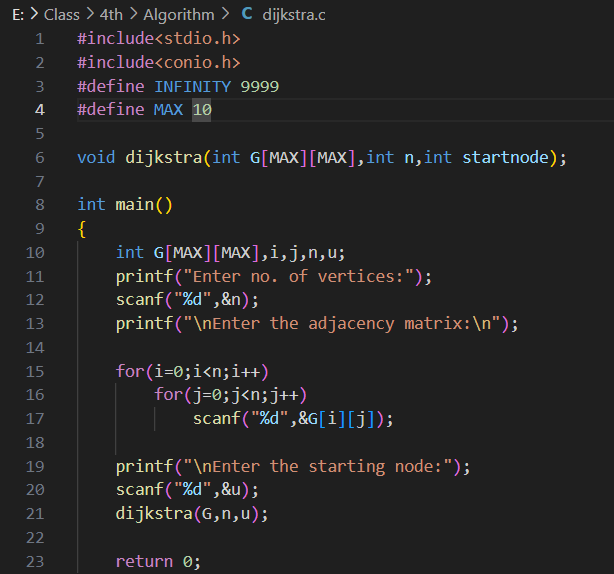 E: > Class > 4th > Algorithm > C dijkstra.c
1 #include<stdio.h>
2 #include<conio.h>
3 #define INFINITY 9999
4 #define MAX 10
5
6 void dijkstra(int G[MAX][MAX],int n,int startnode);
7
8 int main()
9 {
10     int G[MAX][MAX],i,j,n,u;
11     printf("Enter no. of vertices:");
12     scanf("%d",&n);
13     printf("\nEnter the adjacency matrix:\n");
14
15     for(i=0;i<n;i++)
16         for(j=0;j<n;j++)
17             scanf("%d",&G[i][j]);
18
19     printf("\nEnter the starting node:");
20     scanf("%d",&u);
21     dijkstra(G,n,u);
22
23     return 0;